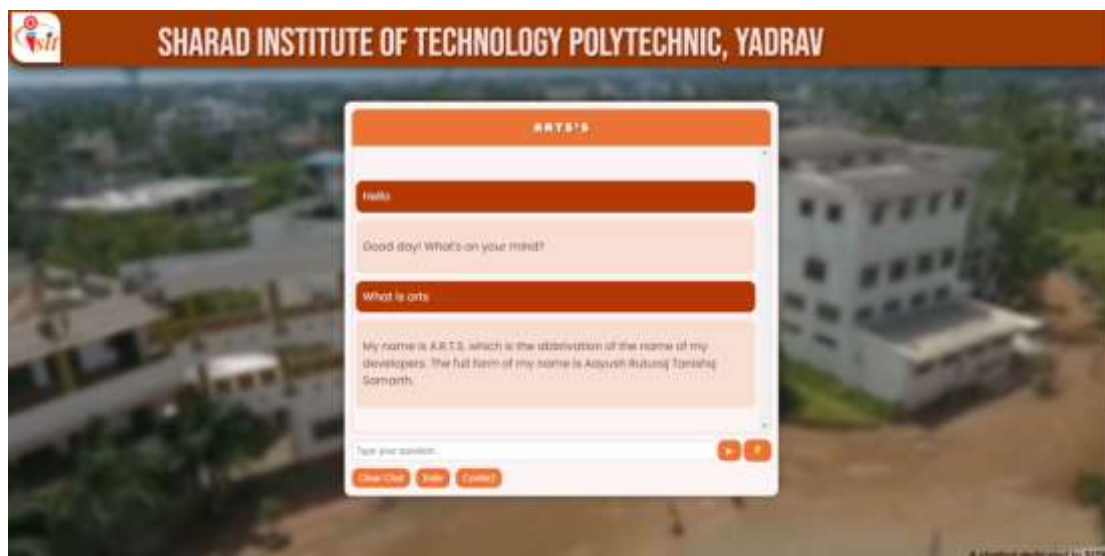 sit
SHARAD INSTITUTE OF TECHNOLOGY POLYTECHNIC, YADRAV
ARTS'S
Hello
Good day! What's on your mind?
What is arts
My name is A.R.T.S. which is the abbrivation of the name of my
developers. The full form of my name is Aayush Ruturaj Tanishq
Samarth.
Type your question...
Clear Chat